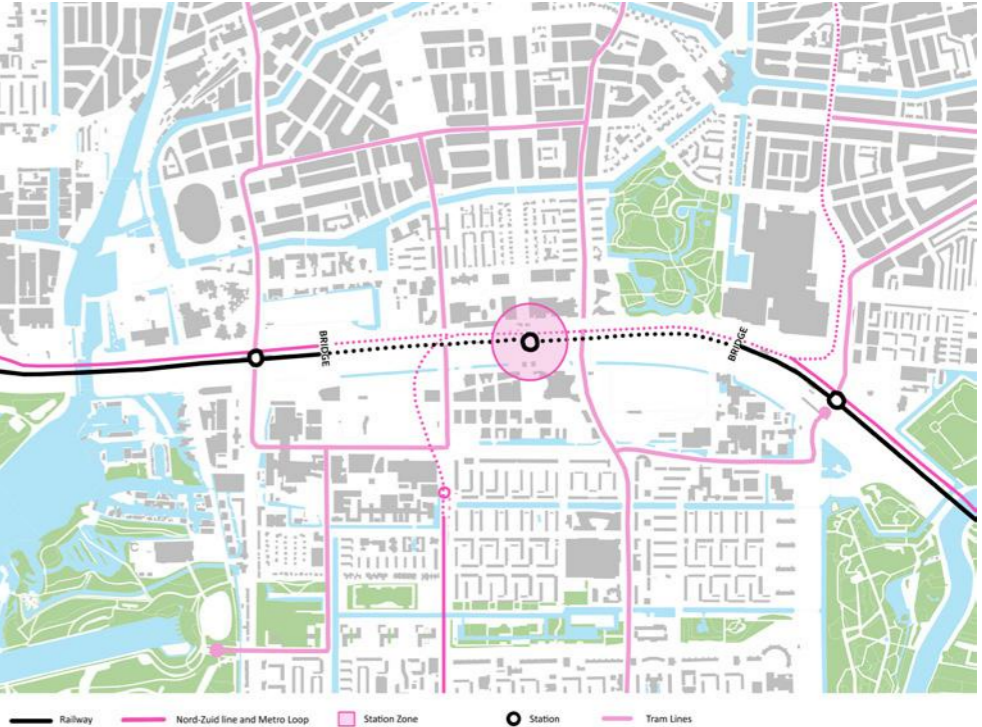 BRIDGE
BRIDGE
Railway
Nord-Zuid line and Metro Loop
Station Zone
Station
Tram Lines